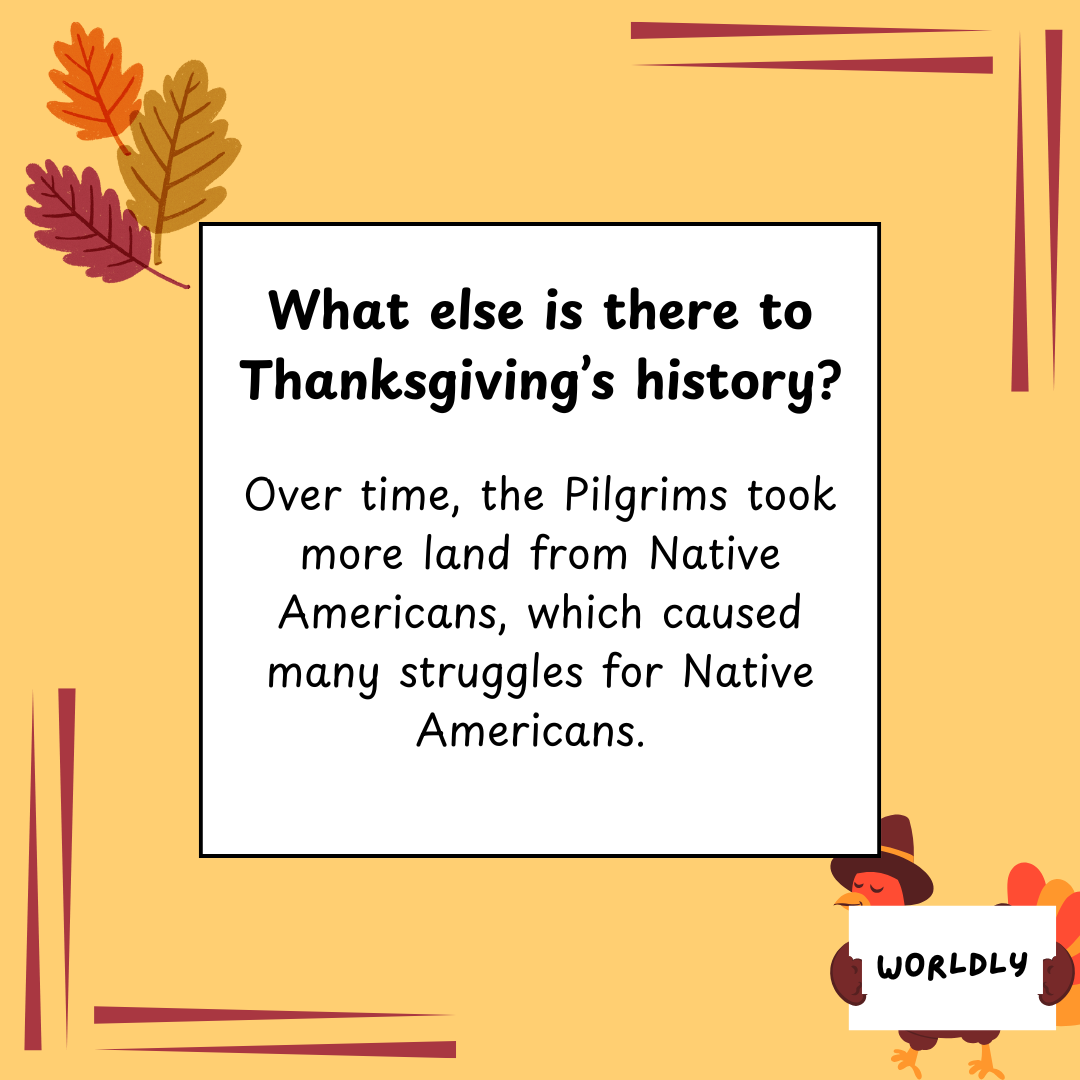 What else is there to
Thanksgiving’s history?
Over time, the Pilgrims took
more land from Native
Americans, which caused
many struggles for Native
Americans.
WORLDLY